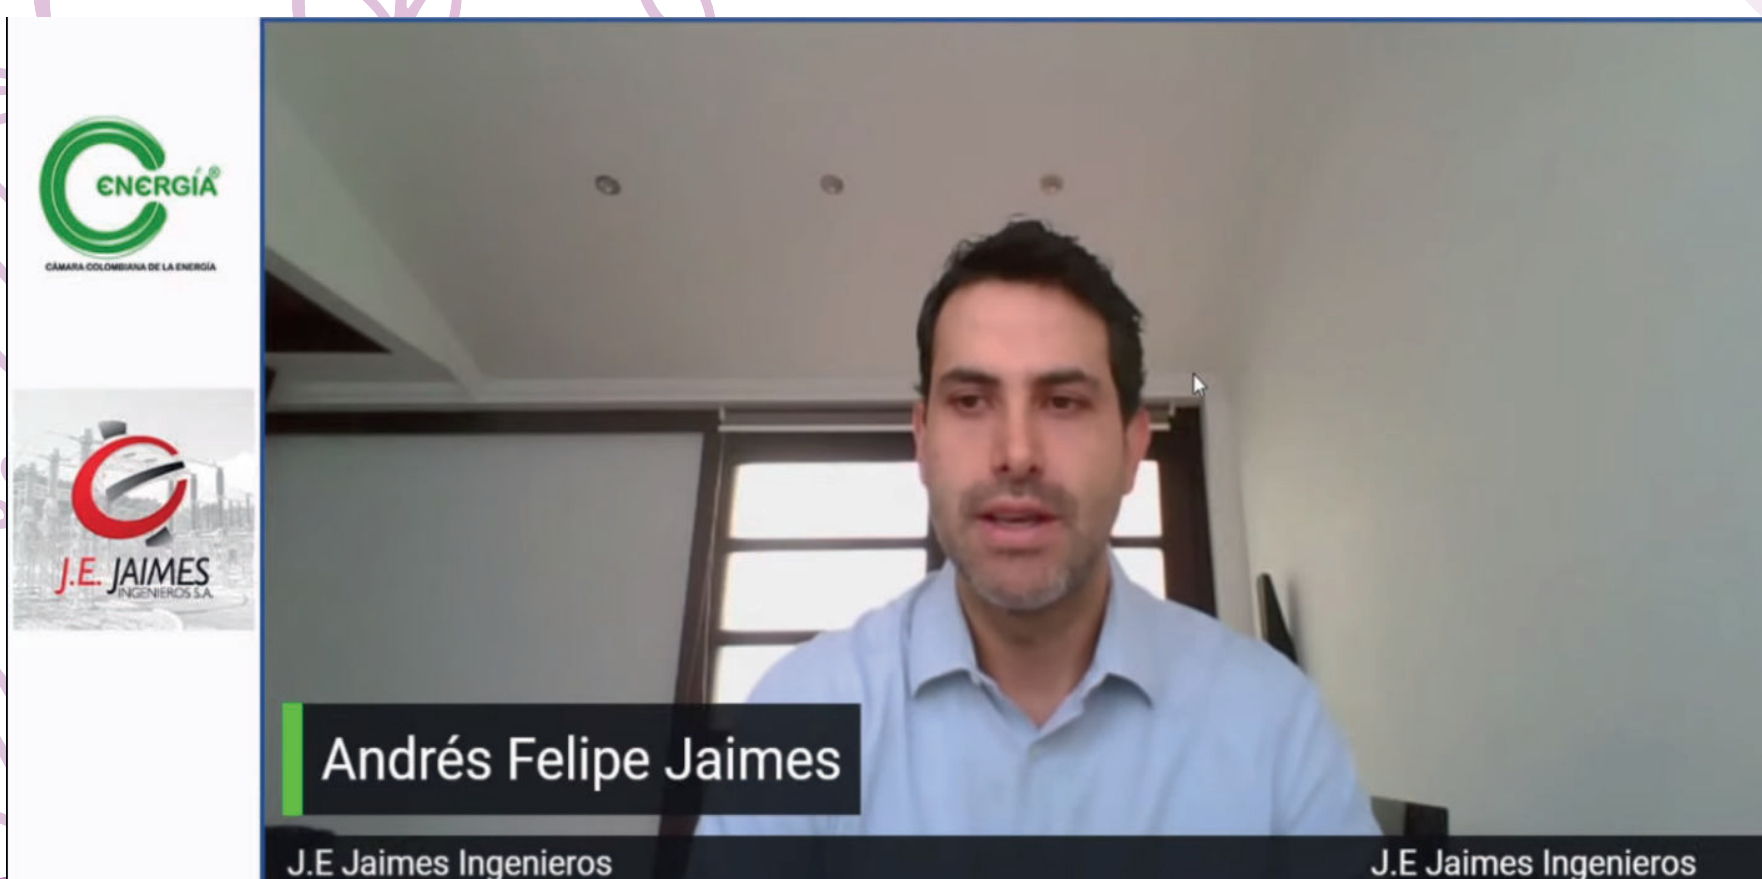 ENERGÍA®
CÁMARA COLOMBIANA DE LA ENERGÍA
J.E. JAIMES
INGENIEROS S.A.
Andrés Felipe Jaimes
J.E Jaimes Ingenieros
J.E Jaimes Ingenieros